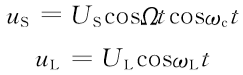 u_S = U_S cosΩt cosω_c t
u_L = U_L cosω_L t